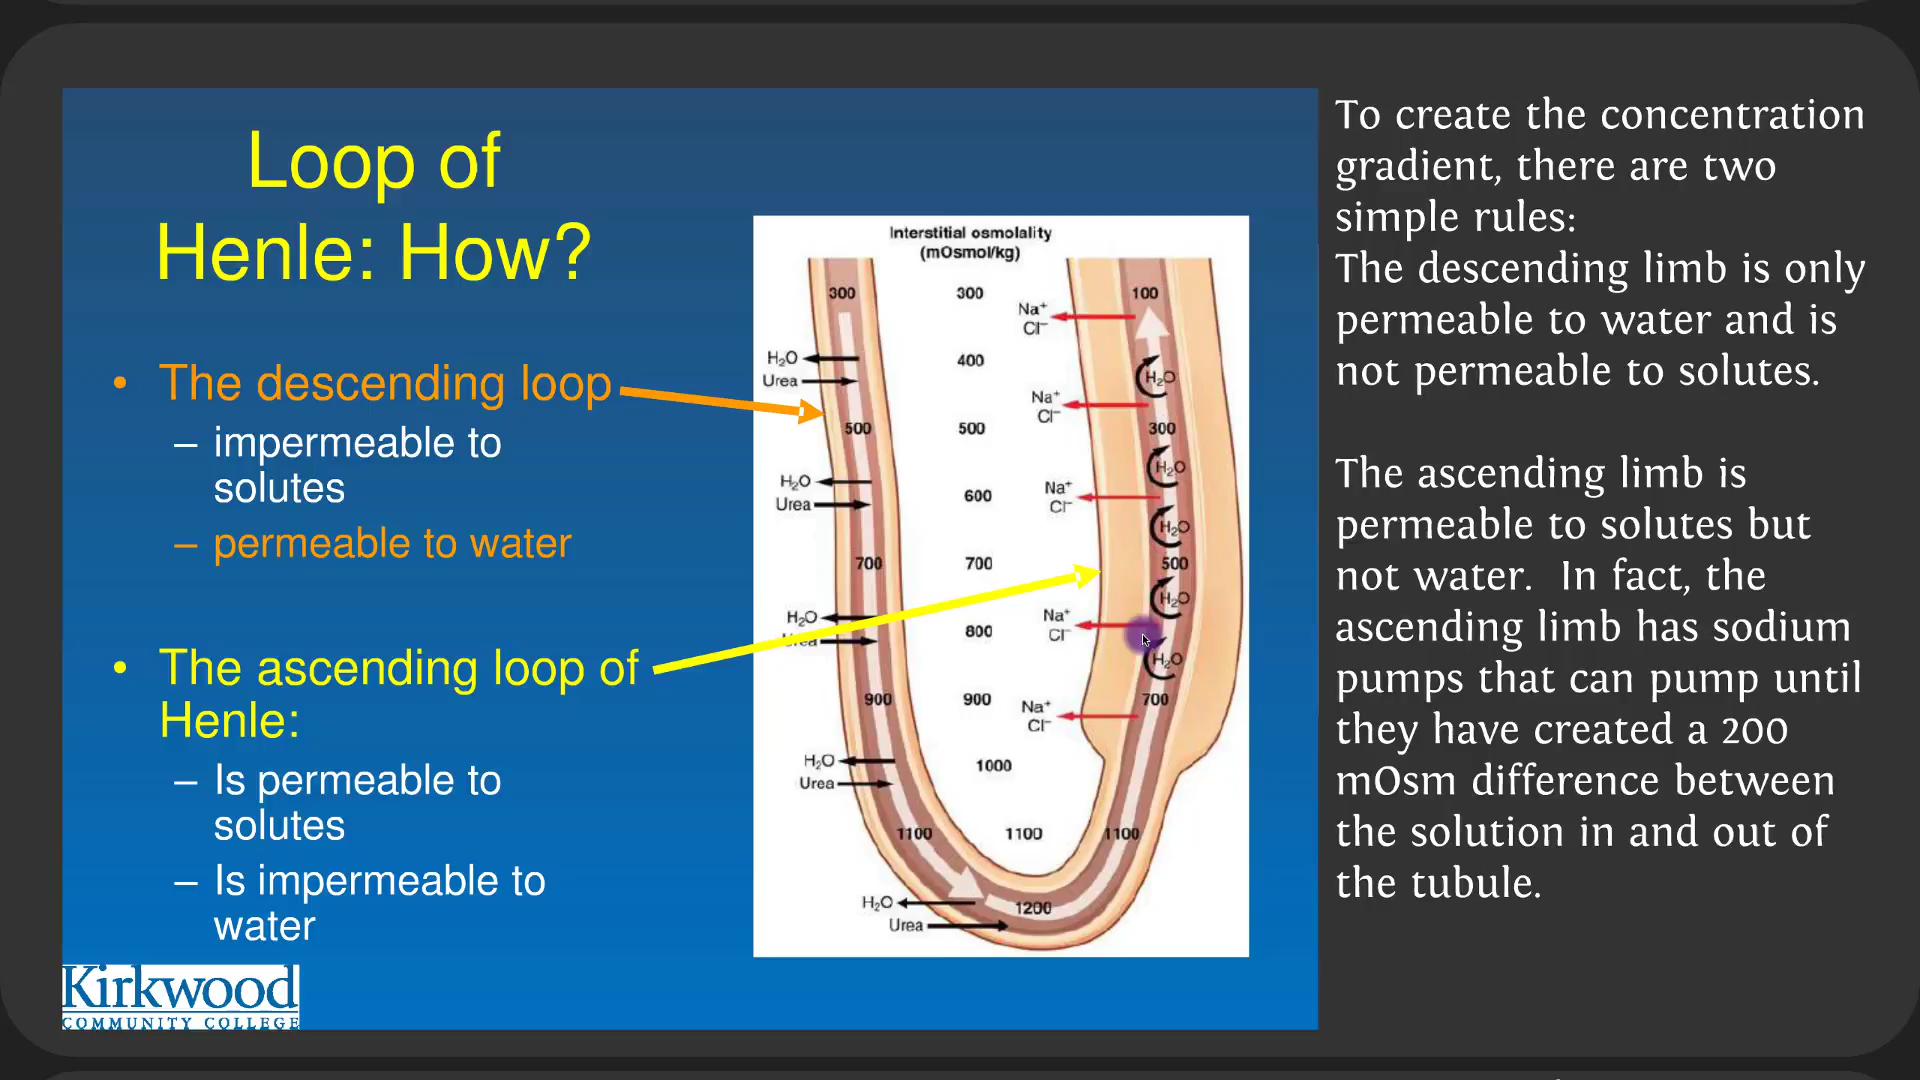 Loop of
Henle: How?
• The descending loop
– impermeable to
solutes
– permeable to water
• The ascending loop of
Henle:
– Is permeable to
solutes
– Is impermeable to
water
Kirkwood
COMMUNITY COLLEGE
Interstitial osmolality
(mOsmol/kg)
300 300 100
Na⁺
Cl⁻
H₂O 400 H₂O
Urea
Na⁺
Cl⁻
500 500 300
H₂O
H₂O 600 Na⁺
Urea Cl⁻
H₂O
700 700 500
H₂O
H₂O 800 Na⁺
Urea Cl⁻
H₂O
900 900 700
Na⁺
Cl⁻
H₂O 1000
Urea
1100 1100 1100
H₂O 1200
Urea
To create the concentration
gradient, there are two
simple rules:
The descending limb is only
permeable to water and is
not permeable to solutes.
The ascending limb is
permeable to solutes but
not water. In fact, the
ascending limb has sodium
pumps that can pump until
they have created a 200
mOsm difference between
the solution in and out of
the tubule.